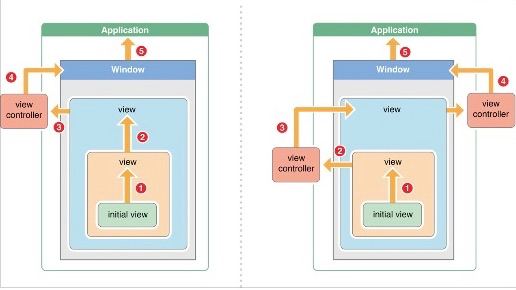 Application
5
Window
4
view
controller
3
view
2
view
1
initial view
Application
5
Window
4
view
controller
view
3
view
controller
2
view
1
initial view